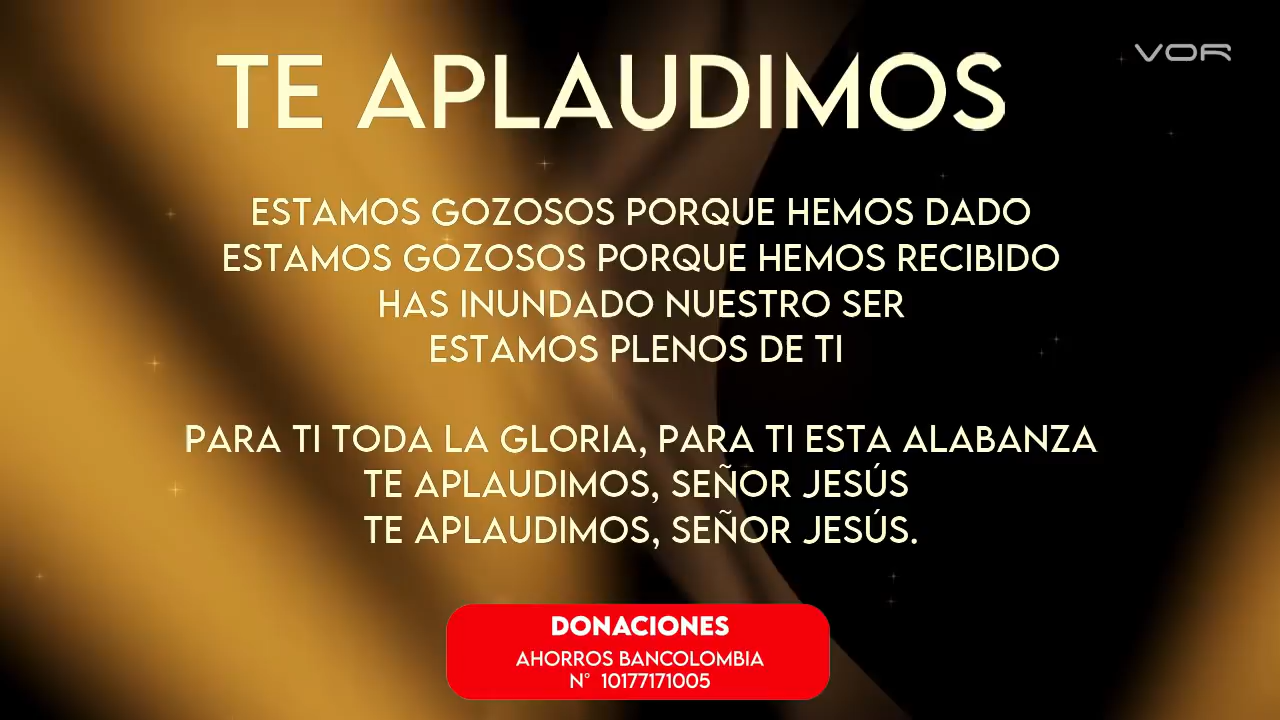 TE APLAUDIMOS
VOR
ESTAMOS GOZOSOS PORQUE HEMOS DADO
ESTAMOS GOZOSOS PORQUE HEMOS RECIBIDO
HAS INUNDADO NUESTRO SER
ESTAMOS PLENOS DE TI
PARA TI TODA LA GLORIA, PARA TI ESTA ALABANZA
TE APLAUDIMOS, SEÑOR JESÚS
TE APLAUDIMOS, SEÑOR JESÚS.
DONACIONES
AHORROS BANCOLOMBIA
N° 10177171005